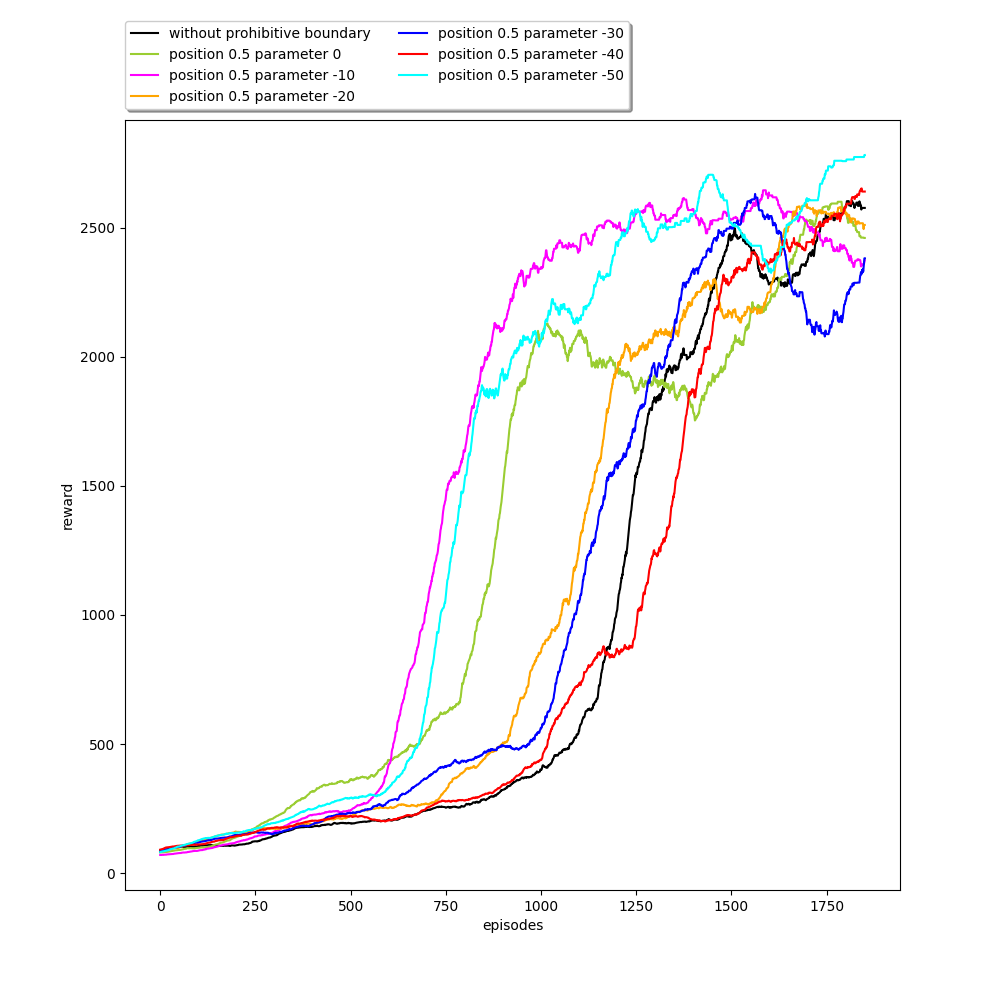 without prohibitive boundary
position 0.5 parameter 0
position 0.5 parameter -10
position 0.5 parameter -20
position 0.5 parameter -30
position 0.5 parameter -40
position 0.5 parameter -50
reward
2500
2000
1500
1000
500
0
0 250 500 750 1000 1250 1500 1750
episodes